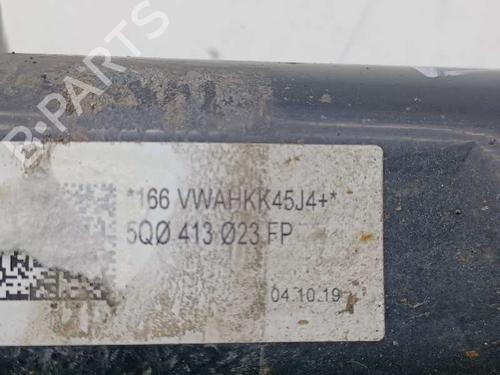 B-PARTS
*166 VWAHKK45J4+*
5QØ 413 Ø23 FP
04.10.19